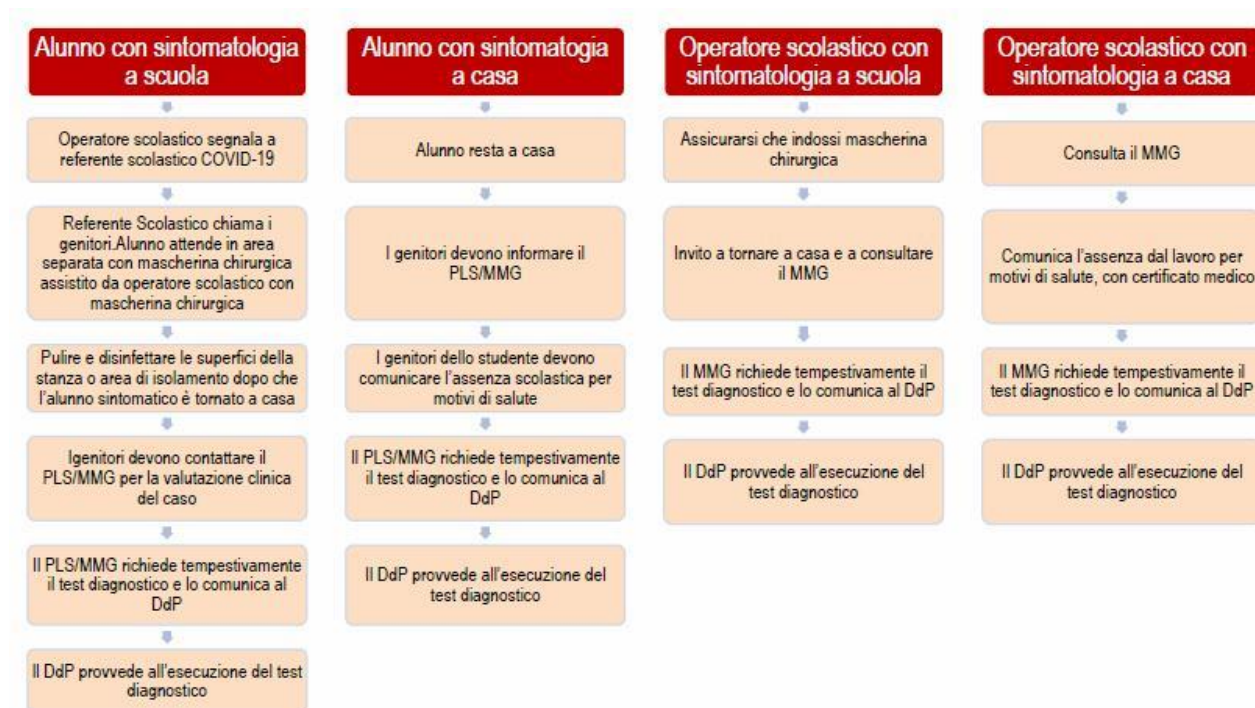 Alunno con sintomatologia
a scuola
Operatore scolastico segnala a
referente scolastico COVID-19
Referente Scolastico chiama i
genitori.Alunno attende in area
separata con mascherina chirurgica
assistito da operatore scolastico con
mascherina chirurgica
Pulire e disinfettare le superfici della
stanza o area di isolamento dopo che
l'alunno sintomatico è tornato a casa
Igenitori devono contattare il
PLS/MMG per la valutazione clinica
del caso
Il PLS/MMG richiede tempestivamente
il test diagnostico e lo comunica al
DdP
Il DdP provvede all'esecuzione del test
diagnostico
Alunno con sintomatogia
a casa
Alunno resta a casa
I genitori devono informare il
PLS/MMG
I genitori dello studente devono
comunicare l'assenza scolastica per
motivi di salute
Il PLS/MMG richiede tempestivamente
il test diagnostico e lo comunica al
DdP
Il DdP provvede all'esecuzione del
test diagnostico
Operatore scolastico con
sintomatologia a scuola
Assicurarsi che indossi mascherina
chirurgica
Invito a tornare a casa e a consultare
il MMG
Il MMG richiede tempestivamente il
test diagnostico e lo comunica al DdP
Il DdP provvede all'esecuzione del
test diagnostico
Operatore scolastico con
sintomatologia a casa
Consulta il MMG
Comunica l'assenza dal lavoro per
motivi di salute, con certificato medico
Il MMG richiede tempestivamente il
test diagnostico e lo comunica al DdP
Il DdP provvede all'esecuzione del
test diagnostico